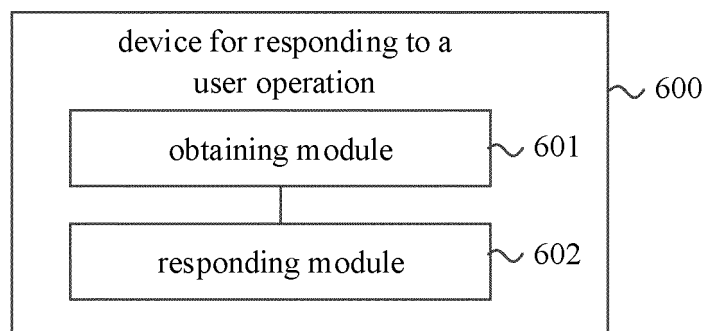 device for responding to a
user operation
600
obtaining module
601
responding module
602